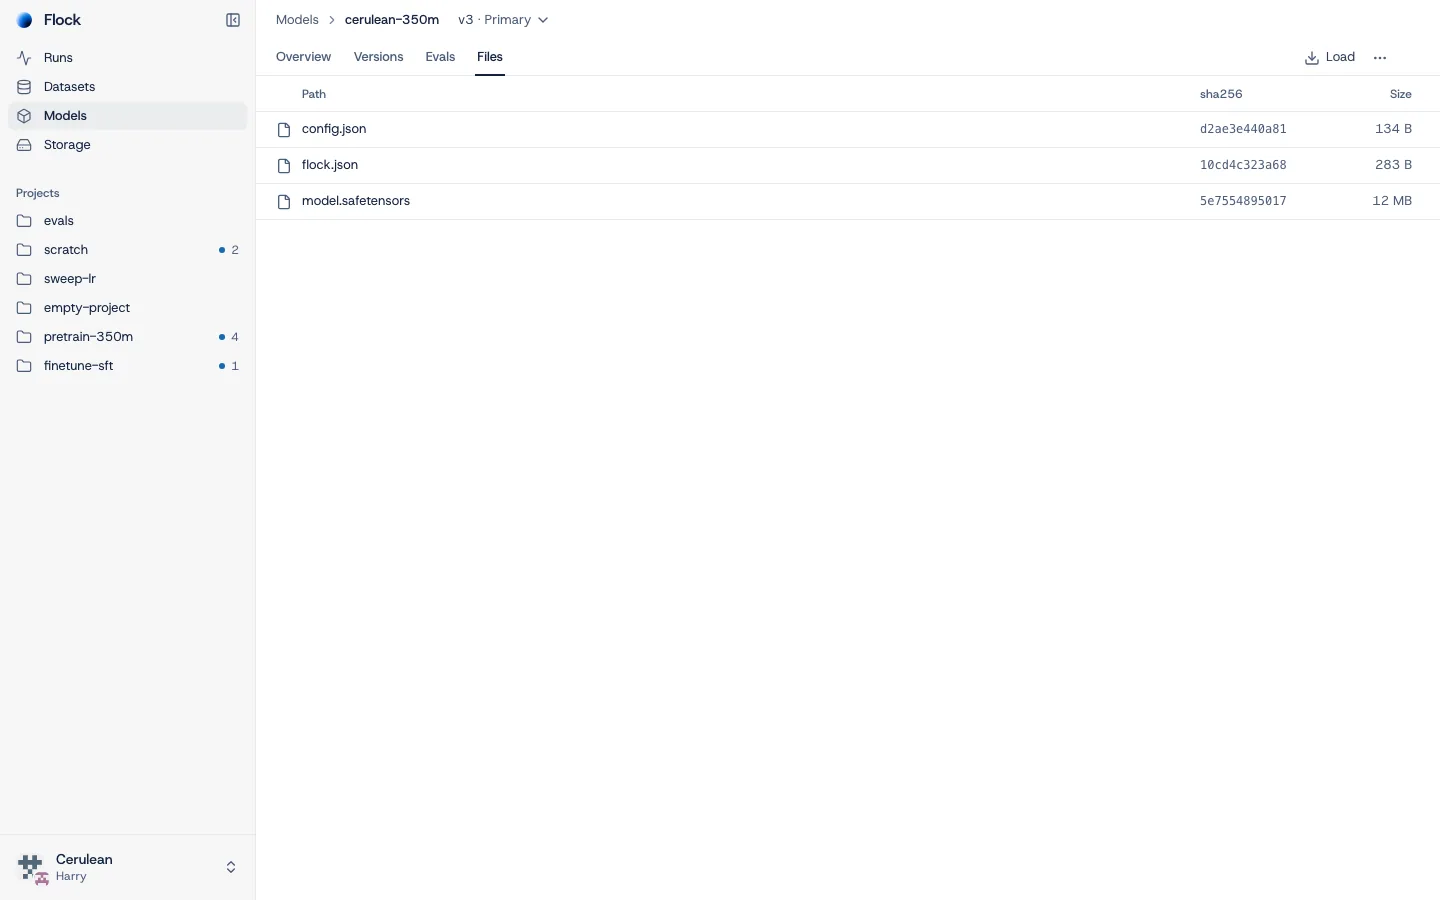 Flock
Runs
Datasets
Models
Storage
Projects
evals
scratch 2
sweep-lr
empty-project
pretrain-350m 4
finetune-sft 1
Cerulean
Harry
Models > cerulean-350m v3 · Primary
Overview Versions Evals Files Load ...
Path sha256 Size
config.json d2ae3e440a81 134 B
flock.json 10cd4c323a68 283 B
model.safetensors 5e7554895017 12 MB